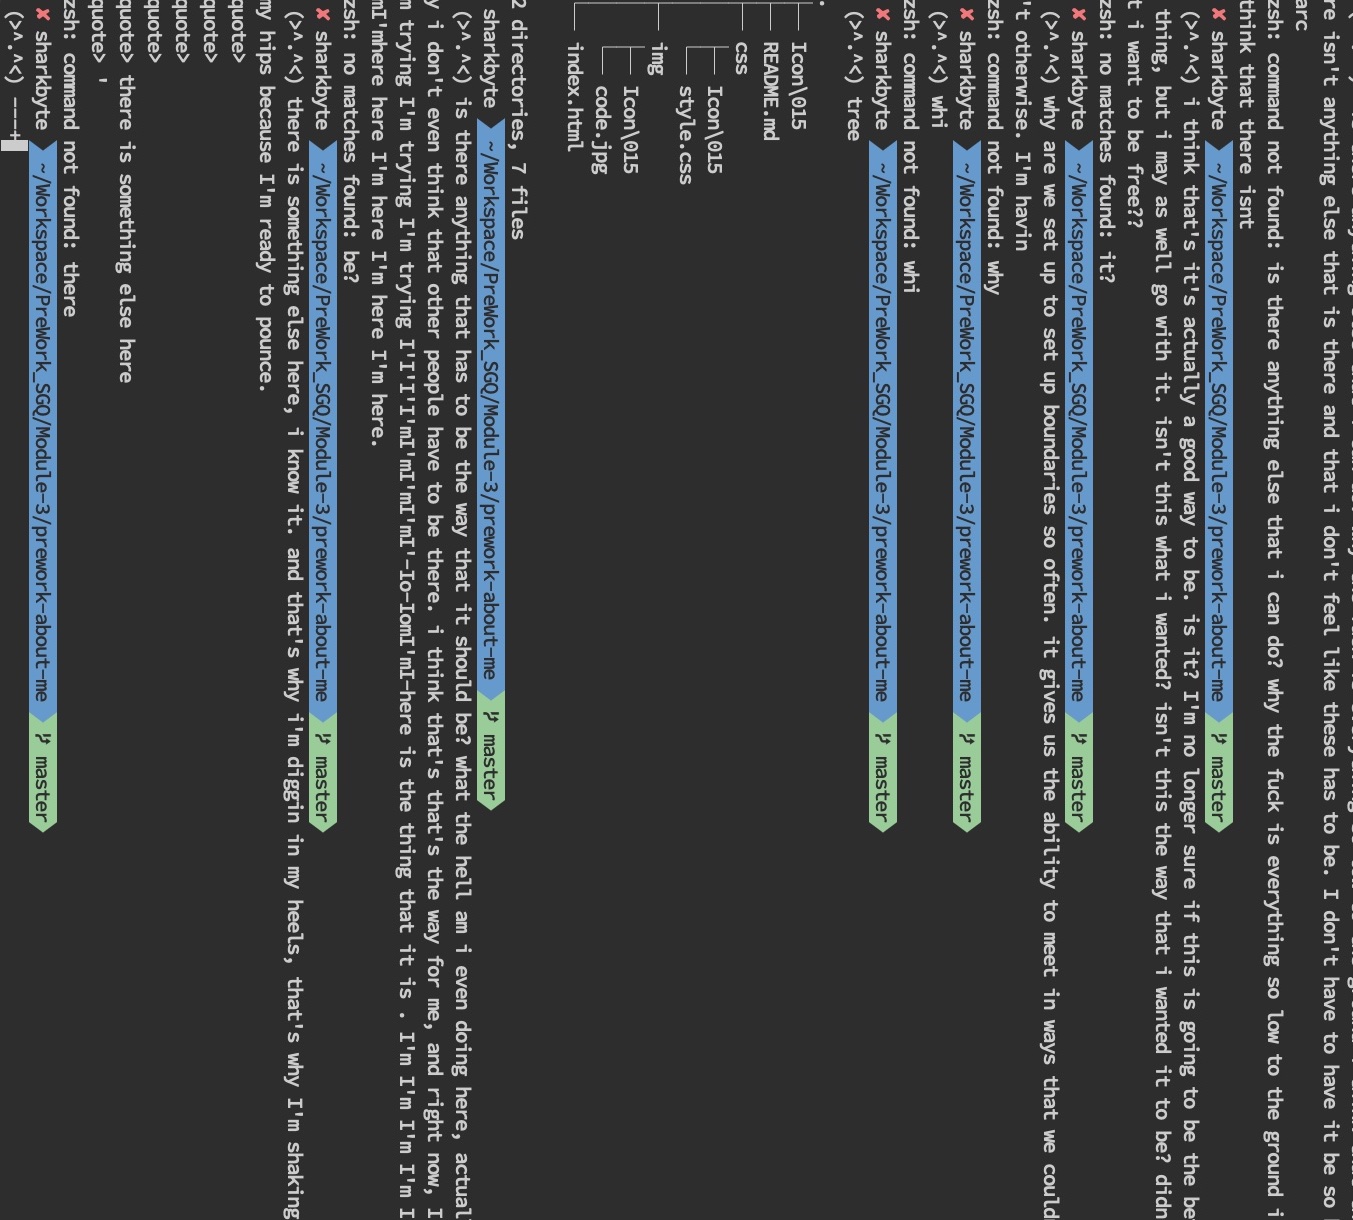 re isn't anything else that is there and that i don't feel like these has to be. I don't have to have it be so
arc
zsh: command not found: is there anything else that i can do? why the fuck is everything so low to the ground i
think that there isnt
✘ sharkbyte ~/Workspace/PreWork_SGQ/Module-3/prework-about-me master
(>^.^<) i think that's it's actually a good way to be. is it? I'm no longer sure if this is going to be the be
thing, but i may as well go with it. isn't this what i wanted? isn't this the way that i wanted it to be? didn
t i want to be free??
zsh: no matches found: it?
✘ sharkbyte ~/Workspace/PreWork_SGQ/Module-3/prework-about-me master
(>^.^<) why are we set up to set up boundaries so often. it gives us the ability to meet in ways that we could
't otherwise. I'm havin
zsh: command not found: why
✘ sharkbyte ~/Workspace/PreWork_SGQ/Module-3/prework-about-me master
(>^.^<) whi
zsh: command not found: whi
✘ sharkbyte ~/Workspace/PreWork_SGQ/Module-3/prework-about-me master
(>^.^<) tree
.
├── Icon\015
├── README.md
├── css
│   ├── Icon\015
│   └── style.css
├── img
│   ├── Icon\015
│   └── code.jpg
└── index.html
2 directories, 7 files
sharkbyte ~/Workspace/PreWork_SGQ/Module-3/prework-about-me master
(>^.^<) is there anything that has to be the way that it should be? what the hell am i even doing here, actual
y i don't even think that other people have to be there. i think that's that's the way for me, and right now, I
m trying I'm trying I'm trying I'I'I'I'mI'mI'mI'mI'-Io-IomI'mI-here is the thing that it is . I'm I'm I'm I'm I
mI'mhere here I'm here I'm here I'm here I'm here.
zsh: no matches found: be?
✘ sharkbyte ~/Workspace/PreWork_SGQ/Module-3/prework-about-me master
(>^.^<) there is something else here, i know it. and that's why i'm diggin in my heels, that's why I'm shaking
my hips because I'm ready to pounce.
quote>
quote>
quote>
quote>
quote> there is something else here
quote> '
zsh: command not found: there
✘ sharkbyte ~/Workspace/PreWork_SGQ/Module-3/prework-about-me master
(>^.^<) ---+